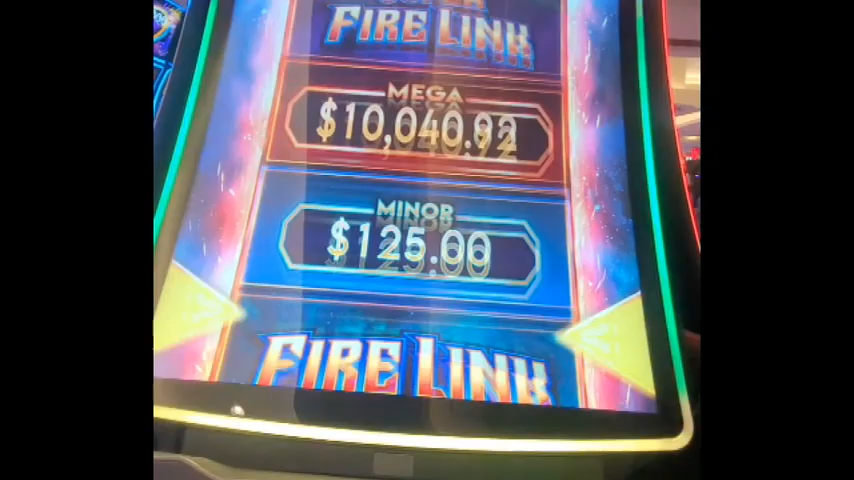 FIRE LINK
MEGA
$10,040.92
MINOR
$125.00
FIRE LINK